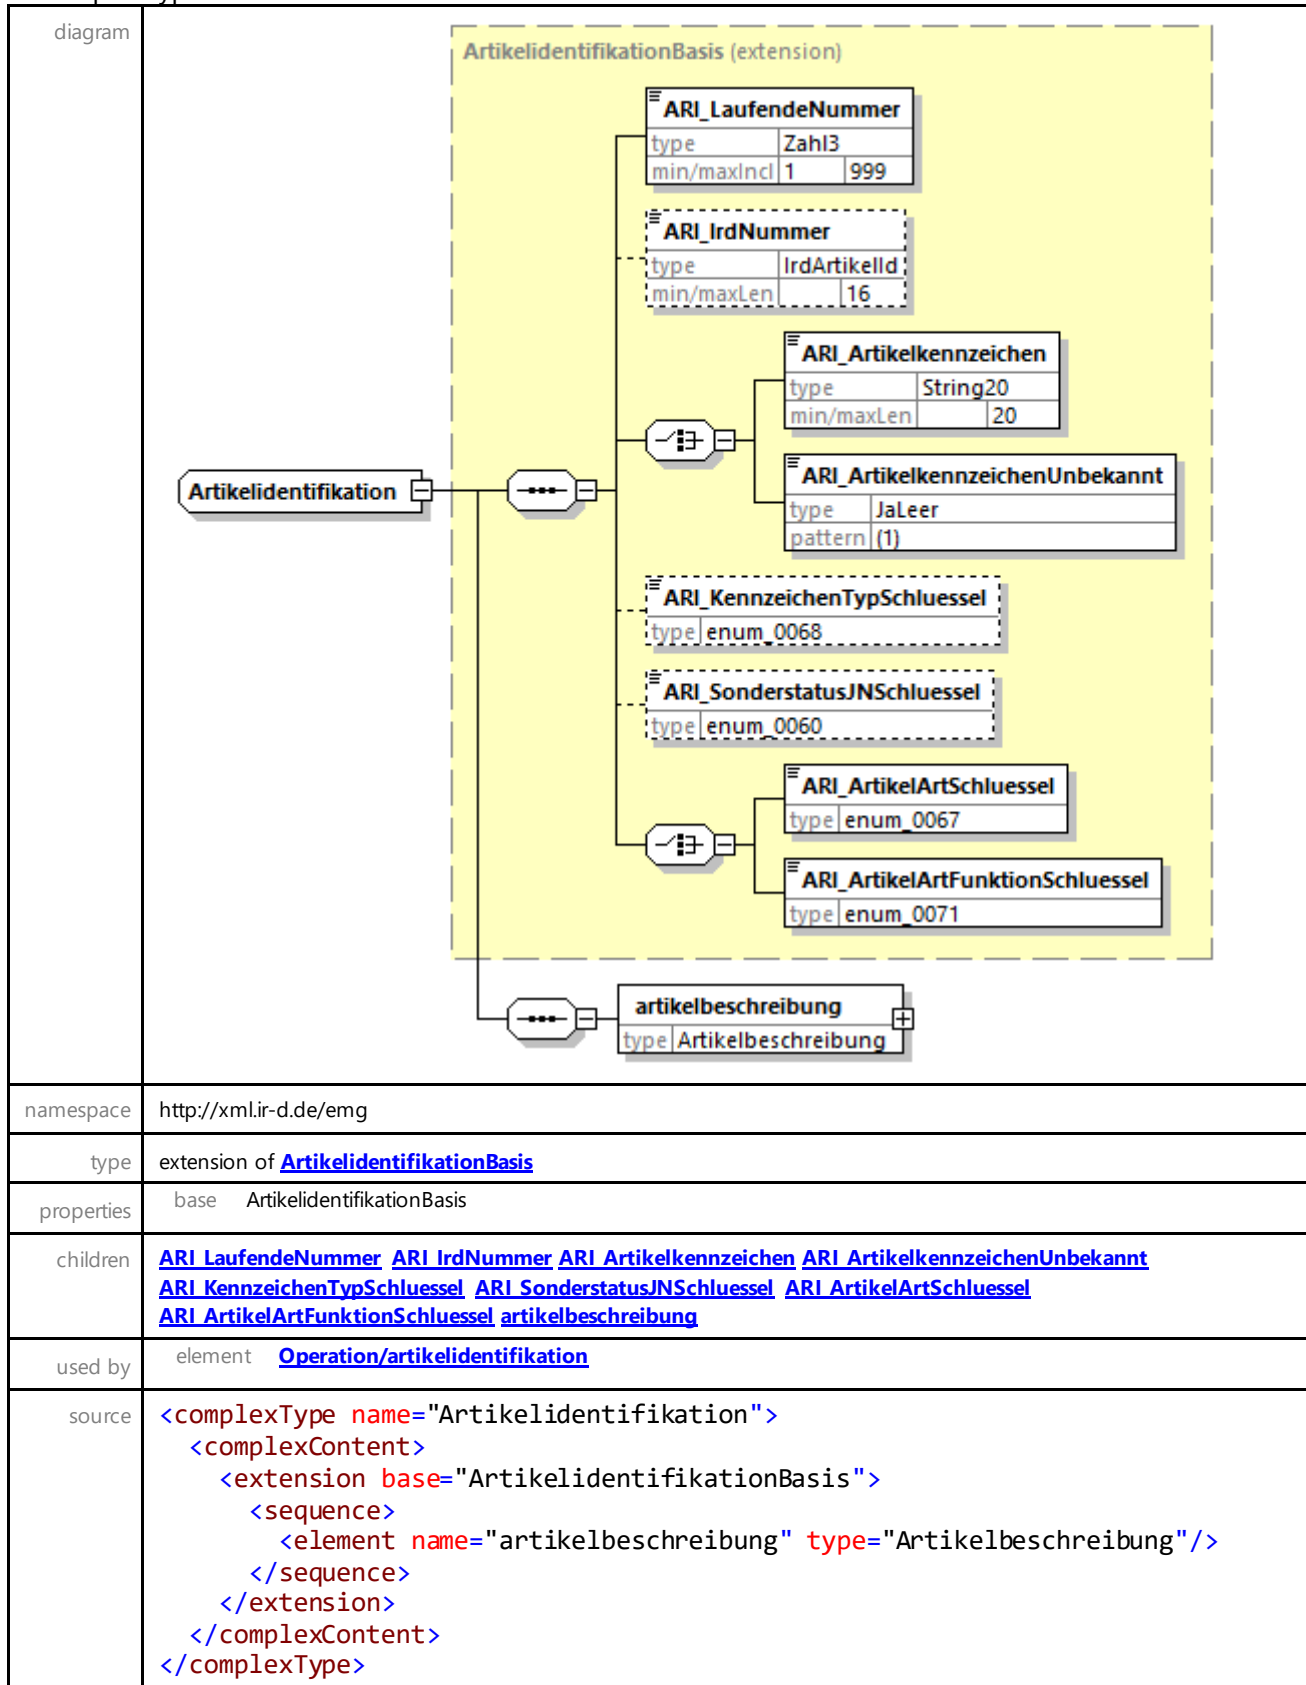 diagram
ArtikelidentifikationBasis (extension)
ARI_LaufendeNummer
type Zahl3
min/maxIncl 1 999
ARI_IrdNummer
type IrdArtikelId
min/maxLen 16
ARI_Artikelkennzeichen
type String20
min/maxLen 20
ARI_ArtikelkennzeichenUnbekannt
type JaLeer
pattern (1)
Artikelidentifikation
ARI_KennzeichenTypSchluessel
type enum_0068
ARI_SonderstatusJNSchluessel
type enum_0060
ARI_ArtikelArtSchluessel
type enum_0067
ARI_ArtikelArtFunktionSchluessel
type enum_0071
artikelbeschreibung
type Artikelbeschreibung
namespace http://xml.ir-d.de/emg
type extension of ArtikelidentifikationBasis
properties base ArtikelidentifikationBasis
children ARI_LaufendeNummer ARI_IrdNummer ARI_Artikelkennzeichen ARI_ArtikelkennzeichenUnbekannt
ARI_KennzeichenTypSchluessel ARI_SonderstatusJNSchluessel ARI_ArtikelArtSchluessel
ARI_ArtikelArtFunktionSchluessel artikelbeschreibung
used by element Operation/artikelidentifikation
source <complexType name="Artikelidentifikation">
<complexContent>
<extension base="ArtikelidentifikationBasis">
<sequence>
<element name="artikelbeschreibung" type="Artikelbeschreibung"/>
</sequence>
</extension>
</complexContent>
</complexType>